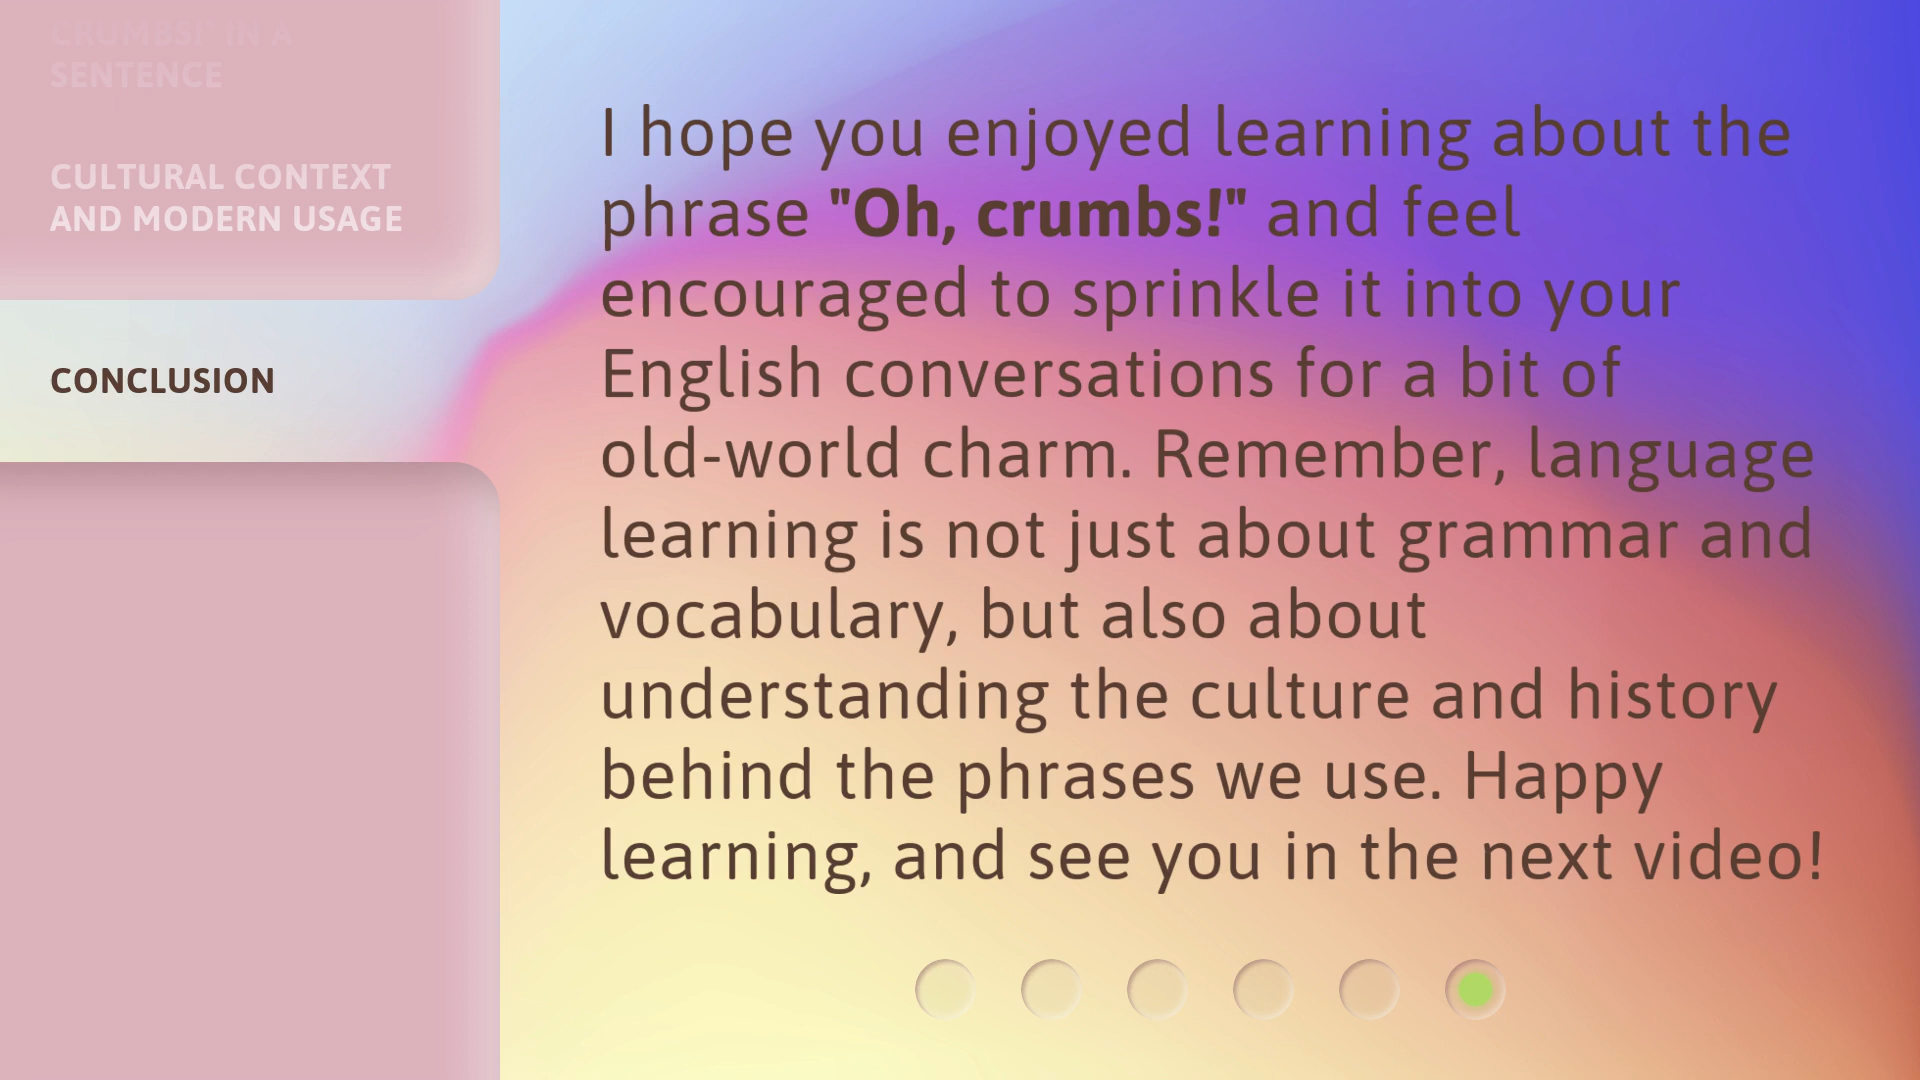 CRUMBS!" IN A
SENTENCE
CULTURAL CONTEXT
AND MODERN USAGE
CONCLUSION
I hope you enjoyed learning about the
phrase "Oh, crumbs!" and feel
encouraged to sprinkle it into your
English conversations for a bit of
old-world charm. Remember, language
learning is not just about grammar and
vocabulary, but also about
understanding the culture and history
behind the phrases we use. Happy
learning, and see you in the next video!